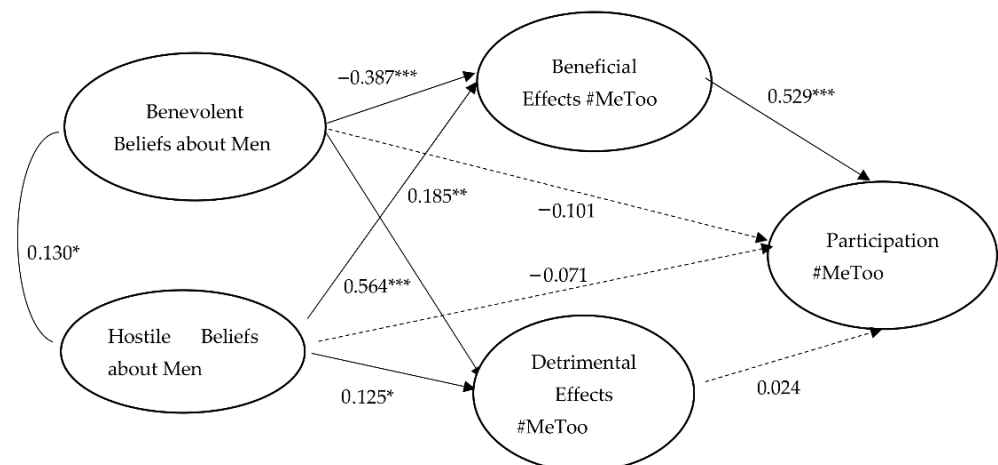 Benevolent
Beliefs about Men
Hostile Beliefs
about Men
0.130*
−0.387***
0.185**
0.564***
0.125*
Beneficial
Effects #MeToo
Detrimental
Effects
#MeToo
−0.101
−0.071
0.529***
0.024
Participation
#MeToo